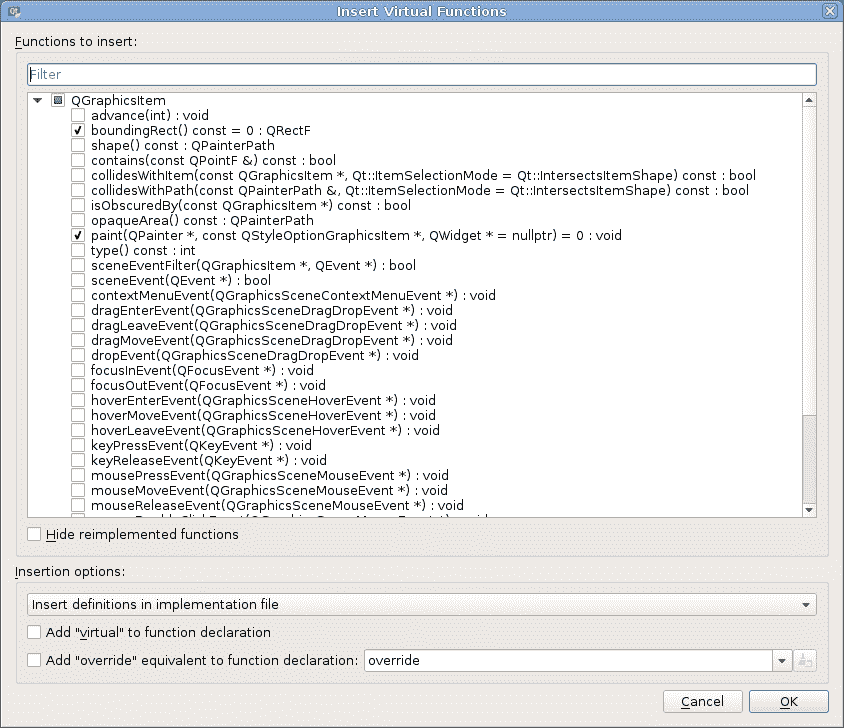 Insert Virtual Functions
Functions to insert:
Filter
QGraphicsItem
advance(int) : void
boundingRect() const = 0 : QRectF
shape() const : QPainterPath
contains(const QPointF &) const : bool
collidesWithItem(const QGraphicsItem *, Qt::ItemSelectionMode = Qt::IntersectsItemShape) const : bool
collidesWithPath(const QPainterPath &, Qt::ItemSelectionMode = Qt::IntersectsItemShape) const : bool
isObscuredBy(const QGraphicsItem *) const : bool
opaqueArea() const : QPainterPath
paint(QPainter *, const QStyleOptionGraphicsItem *, QWidget * = nullptr) = 0 : void
type() const : int
sceneEventFilter(QGraphicsItem *, QEvent *) : bool
sceneEvent(QEvent *) : bool
contextMenuEvent(QGraphicsSceneContextMenuEvent *) : void
dragEnterEvent(QGraphicsSceneDragDropEvent *) : void
dragLeaveEvent(QGraphicsSceneDragDropEvent *) : void
dragMoveEvent(QGraphicsSceneDragDropEvent *) : void
dropEvent(QGraphicsSceneDragDropEvent *) : void
focusInEvent(QFocusEvent *) : void
focusOutEvent(QFocusEvent *) : void
hoverEnterEvent(QGraphicsSceneHoverEvent *) : void
hoverMoveEvent(QGraphicsSceneHoverEvent *) : void
hoverLeaveEvent(QGraphicsSceneHoverEvent *) : void
keyPressEvent(QKeyEvent *) : void
keyReleaseEvent(QKeyEvent *) : void
mousePressEvent(QGraphicsSceneMouseEvent *) : void
mouseMoveEvent(QGraphicsSceneMouseEvent *) : void
mouseReleaseEvent(QGraphicsSceneMouseEvent *) : void
Hide reimplemented functions
Insertion options:
Insert definitions in implementation file
Add "virtual" to function declaration
Add "override" equivalent to function declaration: override
Cancel OK